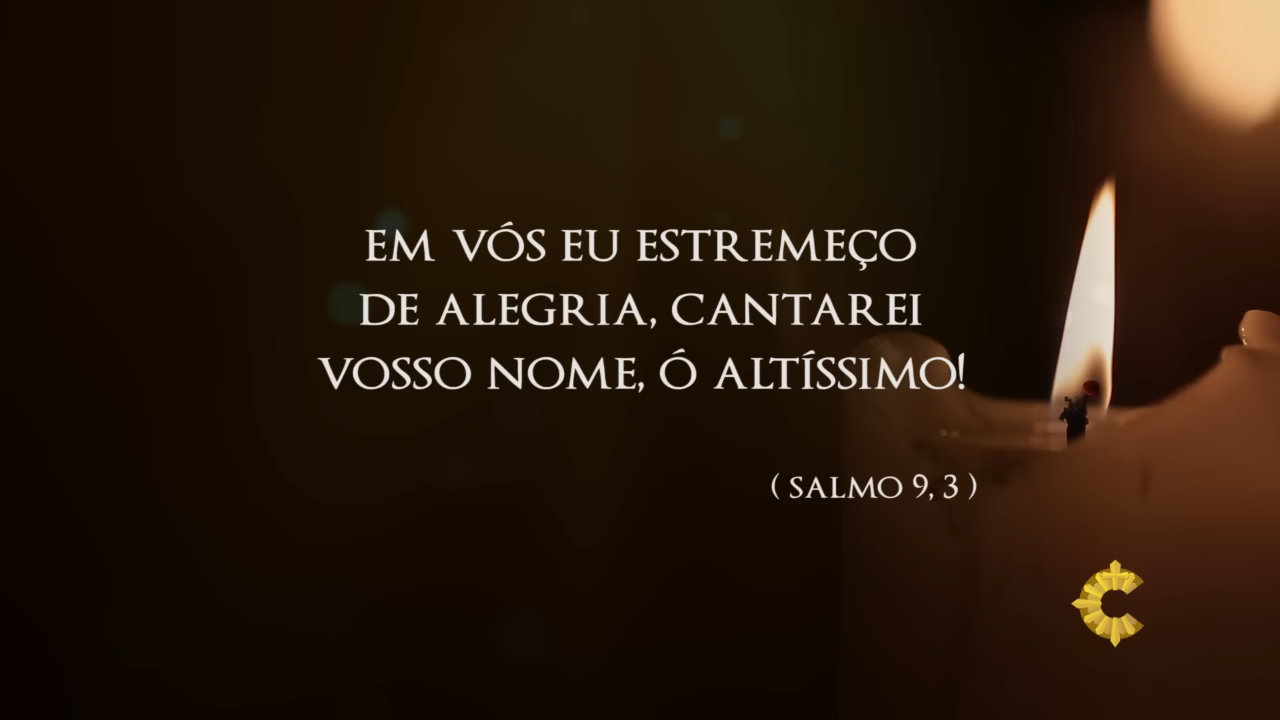 EM VÓS EU ESTREMEÇO
DE ALEGRIA, CANTAREI
VOSSO NOME, Ó ALTÍSSIMO!
( SALMO 9, 3 )